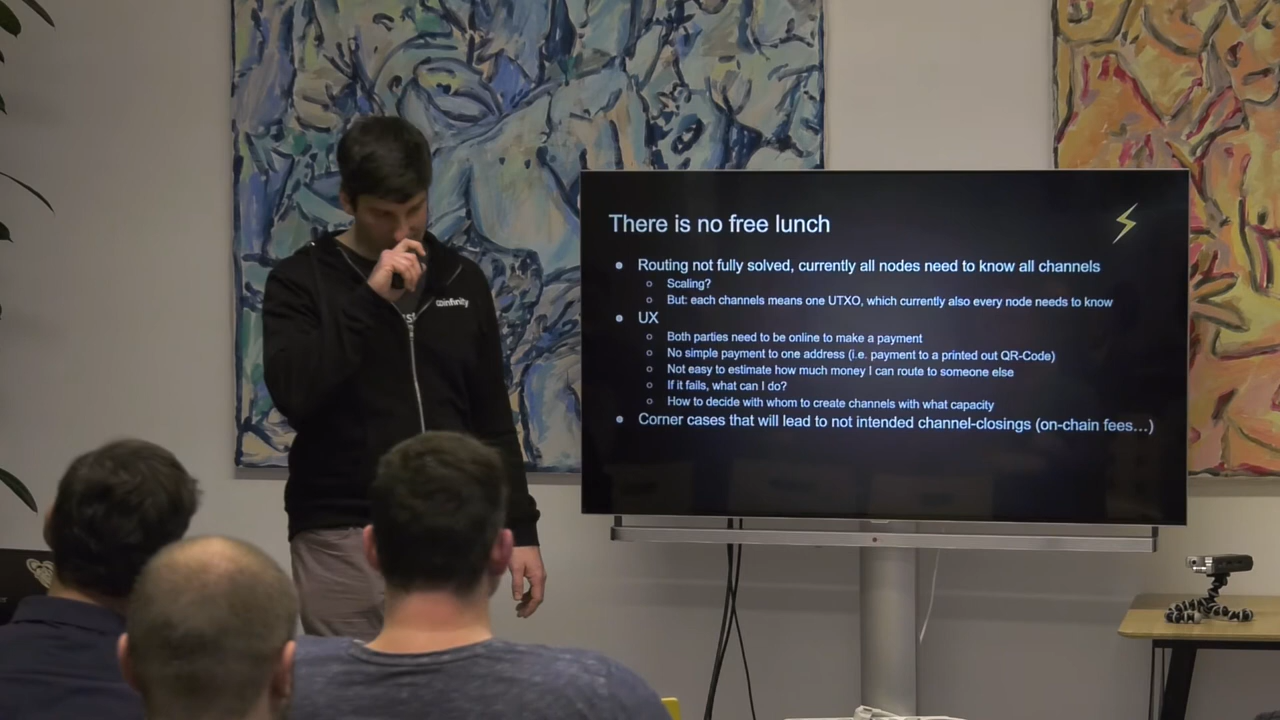 There is no free lunch
Routing not fully solved, currently all nodes need to know all channels
Scaling?
But: each channels means one UTXO, which currently also every node needs to know
UX
Both parties need to be online to make a payment
No simple payment to one address (i.e. payment to a printed out QR-Code)
Not easy to estimate how much money I can route to someone else
If it fails, what can I do?
How to decide with whom to create channels with what capacity
Corner cases that will lead to not intended channel-closings (on-chain fees...)
coinfinity